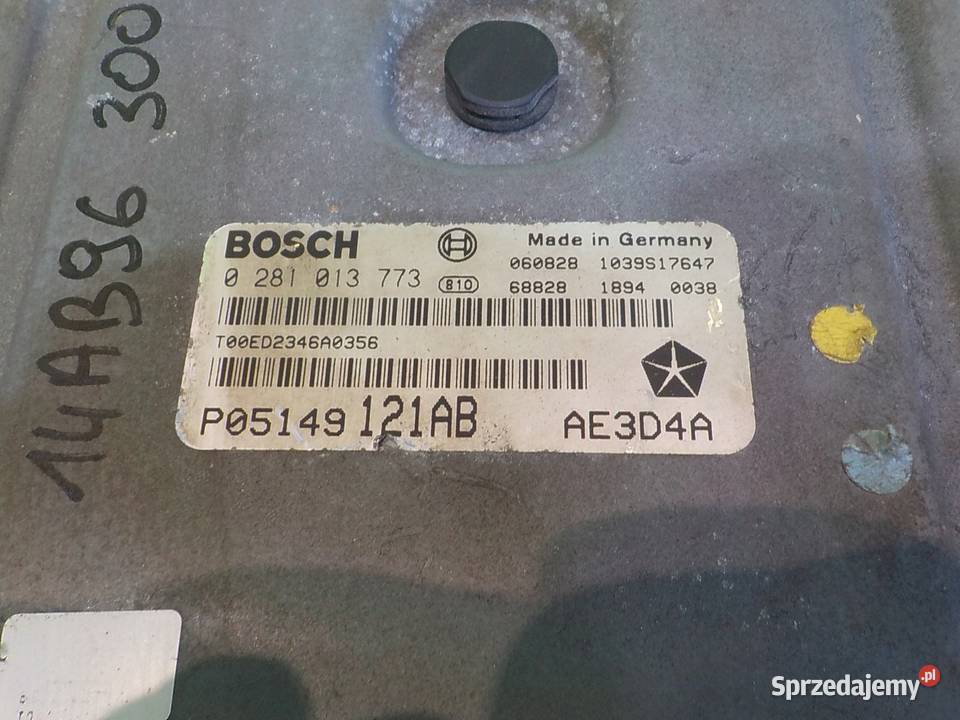 14AB96 300
BOSCH
Made in Germany
0 281 013 773
810
060828 1039S17647
68828 1894 0038
T00ED2346A0356
P05149 121AB
AE3D4A
Sprzedajemy.pl